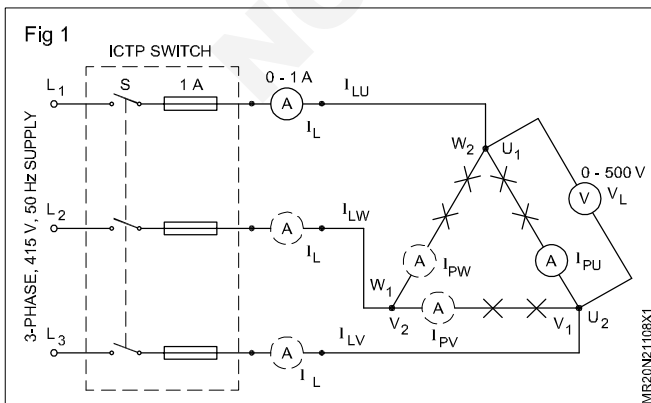 Fig 1
ICTP SWITCH
L1
S
1 A
0 - 1 A
A
IL
ILU
W2
U1
0 - 500 V
V
VL
3-PHASE, 415 V, 50 Hz SUPPLY
L2
A
IL
ILW
A
IPW
A
IPU
W1
V2
A
IPV
V1
U2
L3
A
IL
ILV
MR20N21108X1